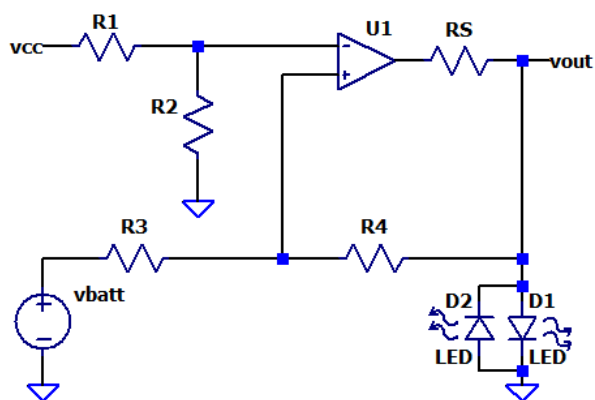 R1
U1
vcc
-
RS
vout
+
R2
R3
R4
vbatt
+
-
D2
D1
LED
LED